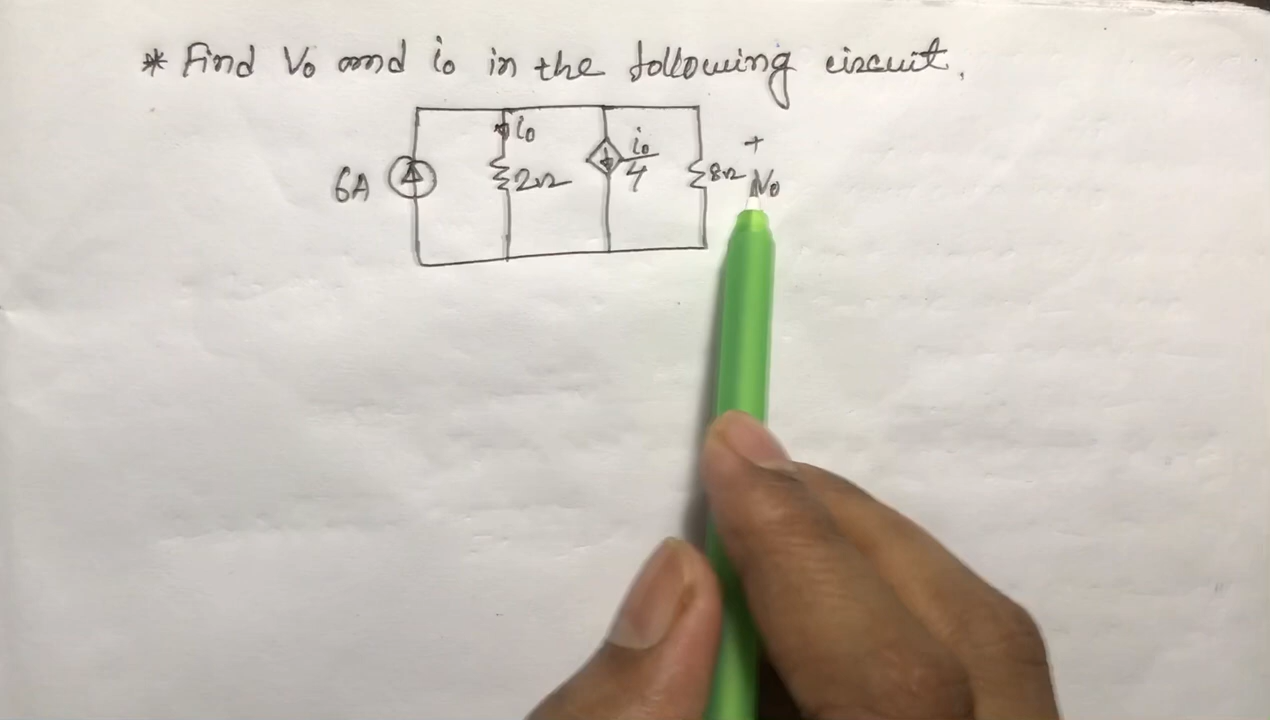 * Find V₀ and i₀ in the following circuit.
6A
i₀
2Ω
i₀/4
8Ω
+
V₀